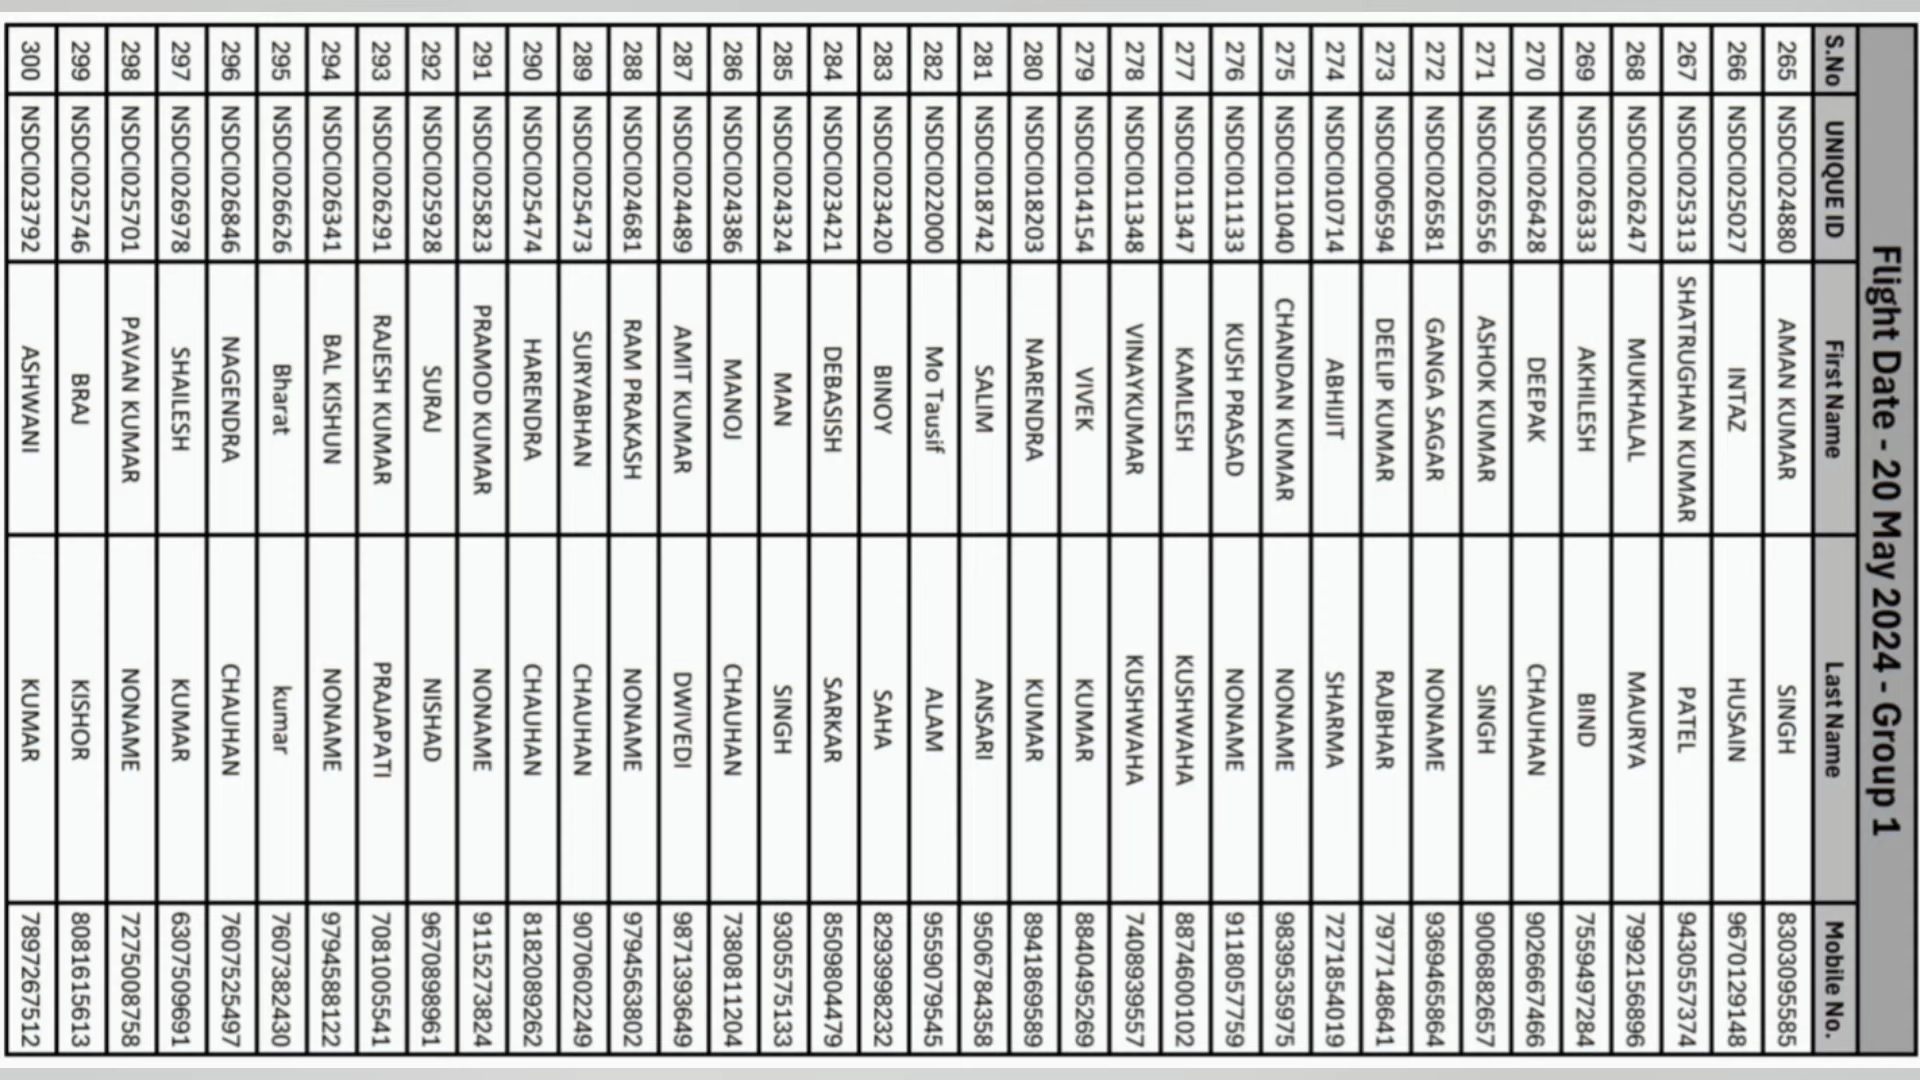 Flight Date - 20 May 2024 - Group 1
S.No UNIQUE ID First Name Last Name Mobile No.
265 NSDCI024880 AMAN KUMAR SINGH 8303095585
266 NSDCI025027 INTAZ HUSAIN 9670129148
267 NSDCI025313 SHATRUGHAN KUMAR PATEL 9430557374
268 NSDCI026247 MUKHALAL MAURYA 7992156896
269 NSDCI026333 AKHILESH BIND 7559497284
270 NSDCI026428 DEEPAK CHAUHAN 9026667466
271 NSDCI026556 ASHOK KUMAR SINGH 9006882657
272 NSDCI026581 GANGA SAGAR NONAME 9369465864
273 NSDCI006594 DEELIP KUMAR RAJBHAR 7977148641
274 NSDCI010714 ABHIJIT SHARMA 7271854019
275 NSDCI011040 CHANDAN KUMAR NONAME 9839535975
276 NSDCI011133 KUSH PRASAD NONAME 9118057759
277 NSDCI011347 KAMLESH KUSHWAHA 8874600102
278 NSDCI011348 VINAYKUMAR KUSHWAHA 7408939557
279 NSDCI014154 VIVEK KUMAR 8840495269
280 NSDCI018203 NARENDRA KUMAR 8941869589
281 NSDCI018742 SALIM ANSARI 9506784358
282 NSDCI022000 Mo Tausif ALAM 9559079545
283 NSDCI023420 BINOY SAHA 8293998232
284 NSDCI023421 DEBASISH SARKAR 8509804479
285 NSDCI024324 MAN SINGH 9305575133
286 NSDCI024386 MANOJ CHAUHAN 7380811204
287 NSDCI024489 AMIT KUMAR DWIVEDI 9871393649
288 NSDCI024681 RAM PRAKASH NONAME 9794563802
289 NSDCI025473 SURYABHAN CHAUHAN 9070602249
290 NSDCI025474 HARENDRA CHAUHAN 8182089262
291 NSDCI025823 PRAMOD KUMAR NONAME 9115273824
292 NSDCI025928 SURAJ NISHAD 9670898961
293 NSDCI026291 RAJESH KUMAR PRAJAPATI 7081005541
294 NSDCI026341 BAL KISHUN NONAME 9794588122
295 NSDCI026626 Bharat kumar 7607382430
296 NSDCI026846 NAGENDRA CHAUHAN 7607525497
297 NSDCI026978 SHAILESH KUMAR 6307509691
298 NSDCI025701 PAVAN KUMAR NONAME 7275008758
299 NSDCI025746 BRAJ KISHOR 8081615613
300 NSDCI023792 ASHWANI KUMAR 7897267512